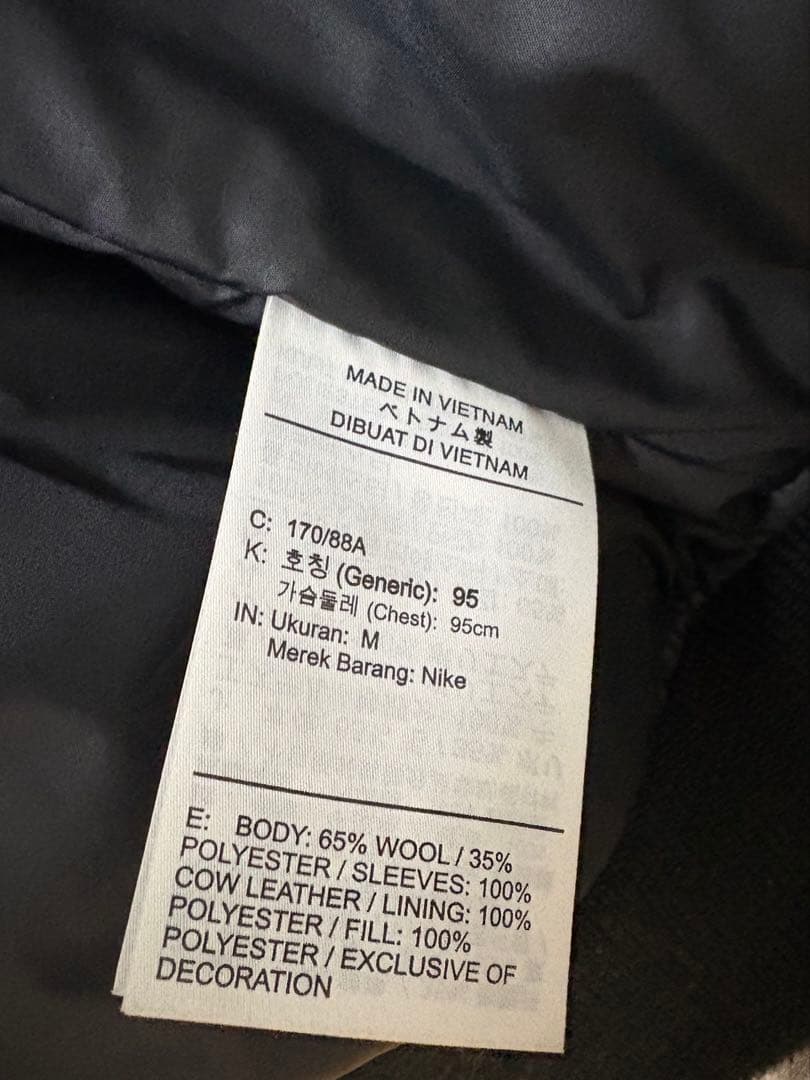 MADE IN VIETNAM
ベトナム製
DIBUAT DI VIETNAM
C: 170/88A
K: 호칭 (Generic): 95
가슴둘레 (Chest): 95cm
IN: Ukuran: M
Merek Barang: Nike
E: BODY: 65% WOOL / 35%
POLYESTER / SLEEVES: 100%
COW LEATHER / LINING: 100%
POLYESTER / FILL: 100%
POLYESTER / EXCLUSIVE OF
DECORATION